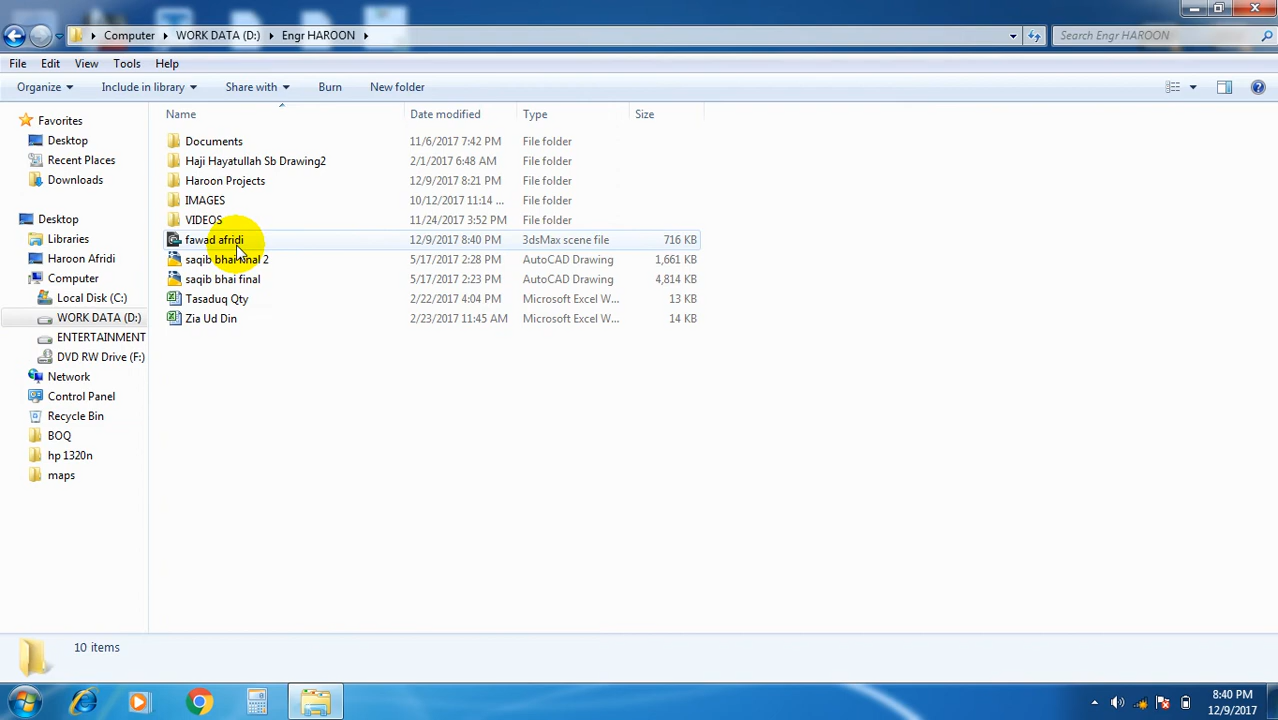 Computer WORK DATA (D:) Engr HAROON Search Engr HAROON
File Edit View Tools Help
Organize Include in library Share with Burn New folder
Name Date modified Type Size
Documents 11/6/2017 7:42 PM File folder
Haji Hayatullah Sb Drawing2 2/1/2017 6:48 AM File folder
Haroon Projects 12/9/2017 8:21 PM File folder
IMAGES 10/12/2017 11:14 ... File folder
VIDEOS 11/24/2017 3:52 PM File folder
fawad afridi 12/9/2017 8:40 PM 3dsMax scene file 716 KB
saqib bhai final 2 5/17/2017 2:28 PM AutoCAD Drawing 1,661 KB
saqib bhai final 5/17/2017 2:23 PM AutoCAD Drawing 4,814 KB
Tasaduq Qty 2/22/2017 4:04 PM Microsoft Excel W... 13 KB
Zia Ud Din 2/23/2017 11:45 AM Microsoft Excel W... 14 KB
Favorites
Desktop
Recent Places
Downloads
Desktop
Libraries
Haroon Afridi
Computer
Local Disk (C:)
WORK DATA (D:)
ENTERTAINMENT
DVD RW Drive (F:)
Network
Control Panel
Recycle Bin
BOQ
hp 1320n
maps
10 items
8:40 PM
12/9/2017